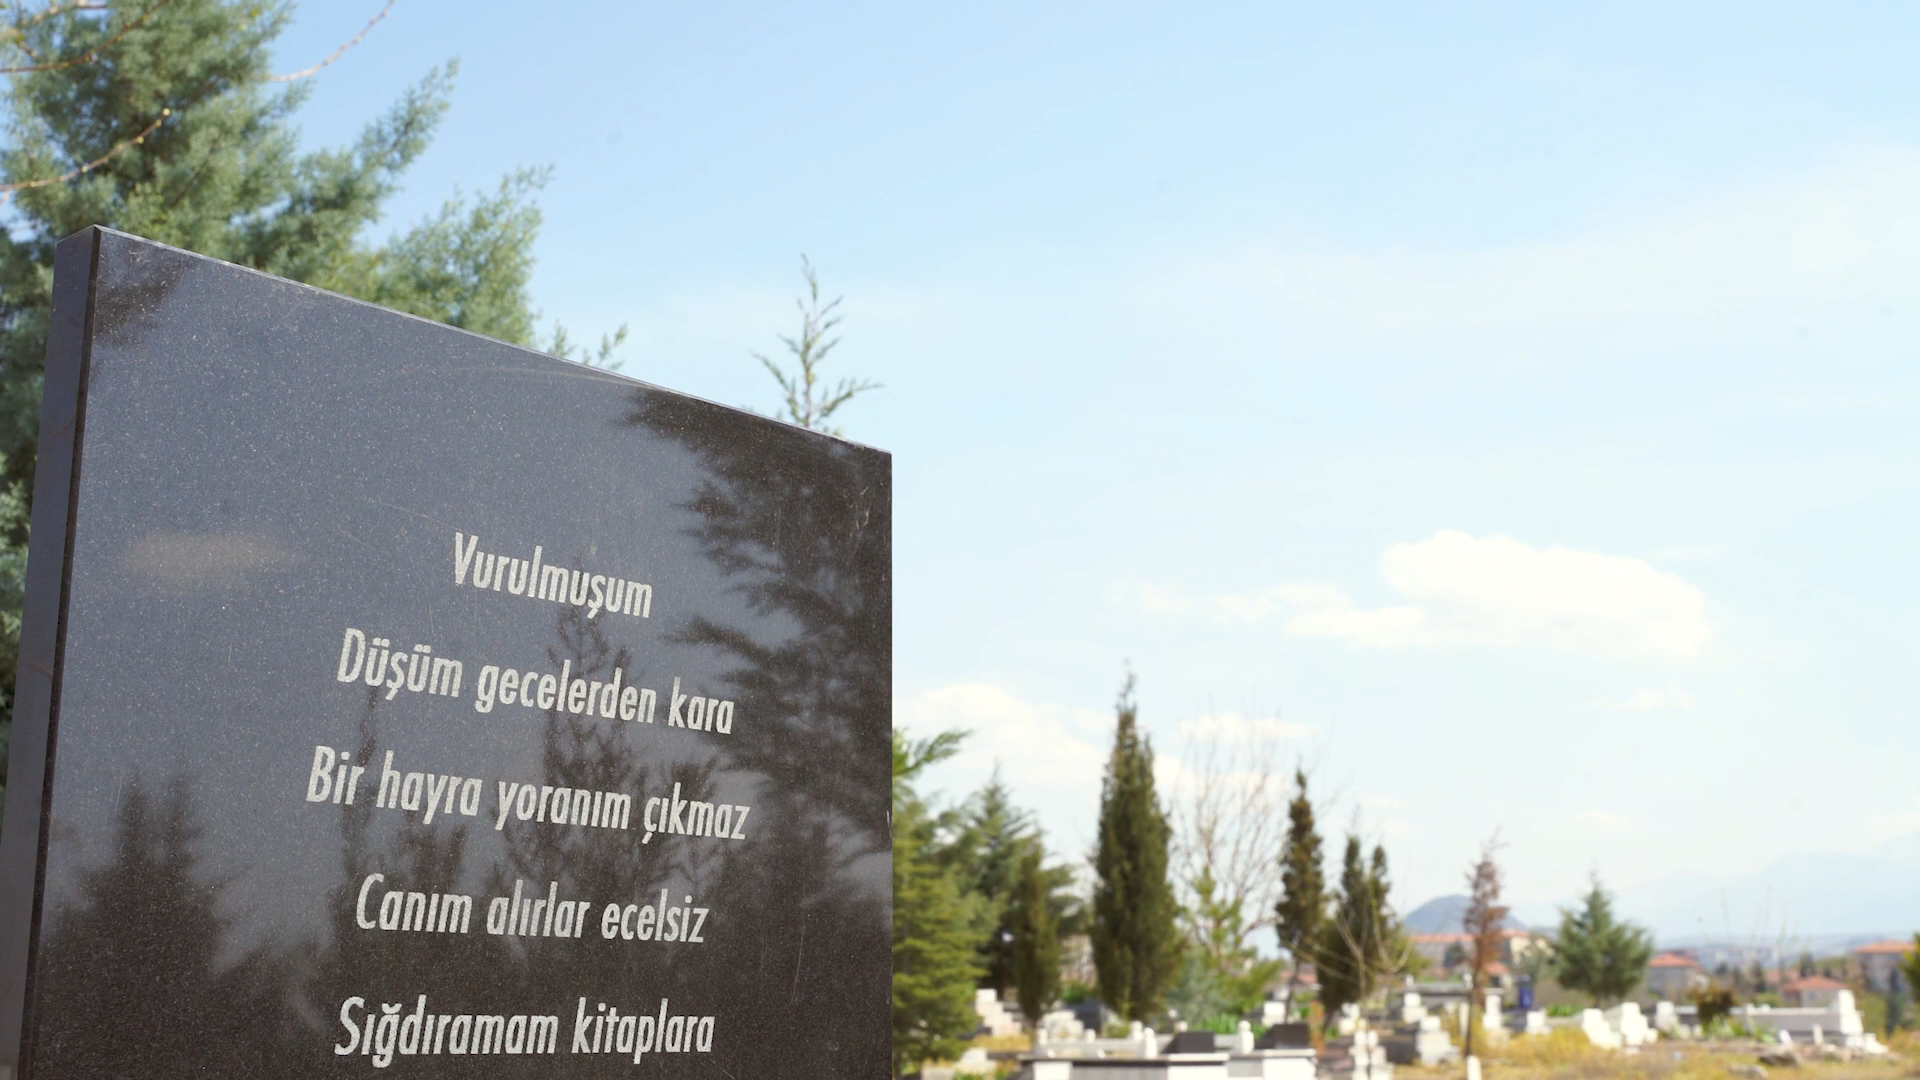 Vurulmuşum
Düşüm gecelerden kara
Bir hayra yoranım çıkmaz
Canım alırlar ecelsiz
Sığdıramam kitaplara